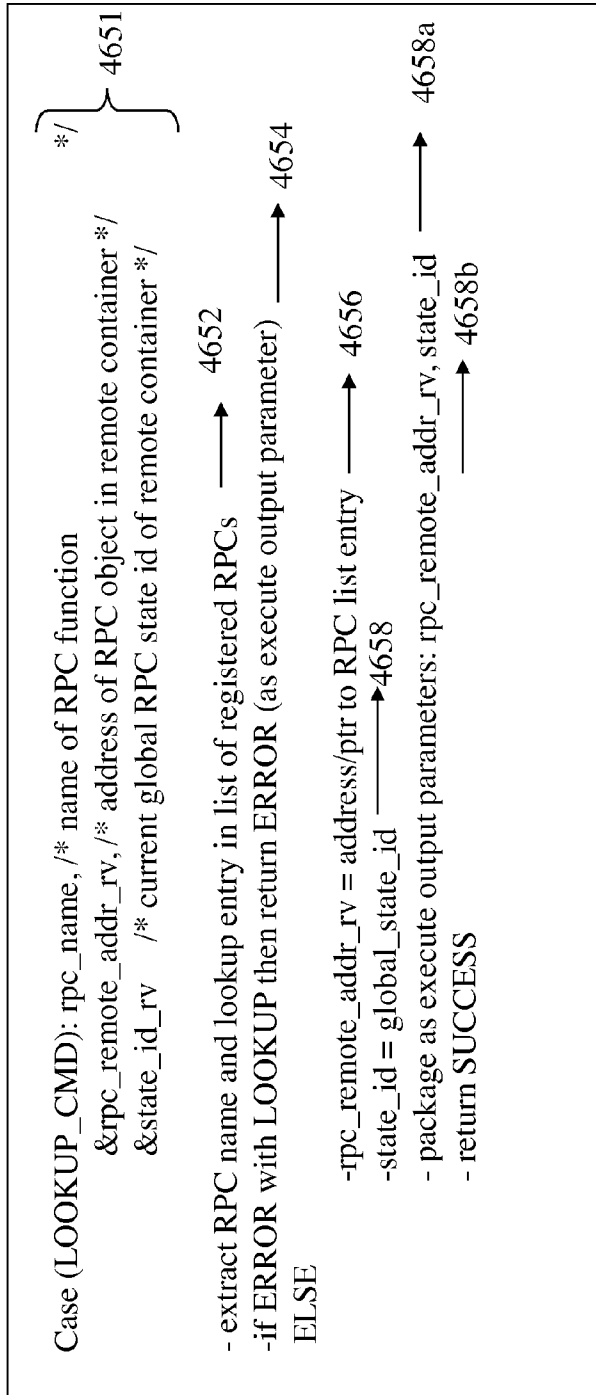 Case (LOOKUP_CMD): rpc_name, /* name of RPC function */
&rpc_remote_addr_rv, /* address of RPC object in remote container */
&state_id_rv /* current global RPC state id of remote container */
4651
- extract RPC name and lookup entry in list of registered RPCs 4652
-if ERROR with LOOKUP then return ERROR (as execute output parameter) 4654
ELSE
-rpc_remote_addr_rv = address/ptr to RPC list entry 4656
-state_id = global_state_id 4658
- package as execute output parameters: rpc_remote_addr_rv, state_id 4658a
- return SUCCESS 4658b